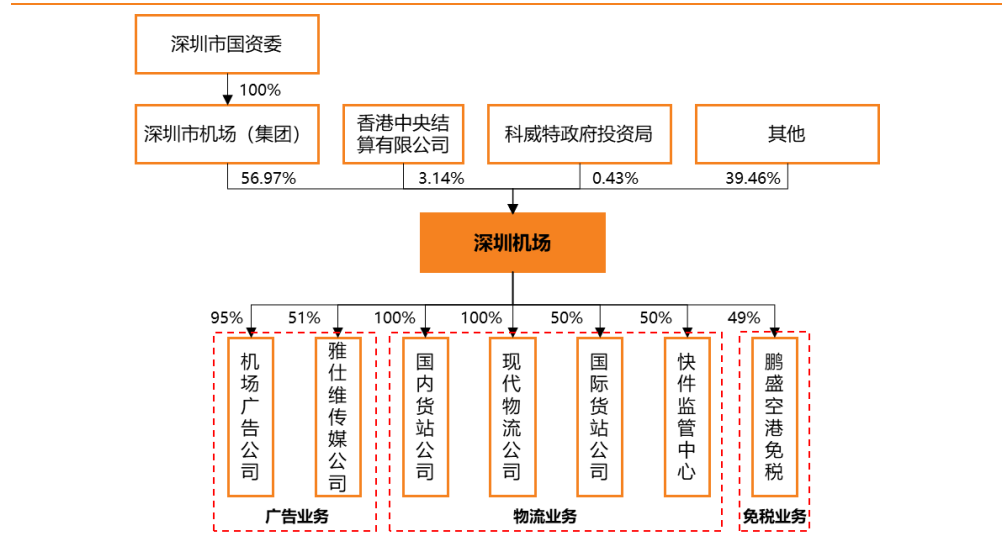 深圳市国资委
100%
深圳市机场（集团）
香港中央结
算有限公司
科威特政府投资局
其他
56.97%
3.14%
0.43%
39.46%
深圳机场
95%
51%
100%
100%
50%
50%
49%
机场广告公司
雅仕维传媒公司
国内货站公司
现代物流公司
国际货站公司
快件监管中心
鹏盛空港免税
广告业务
物流业务
免税业务